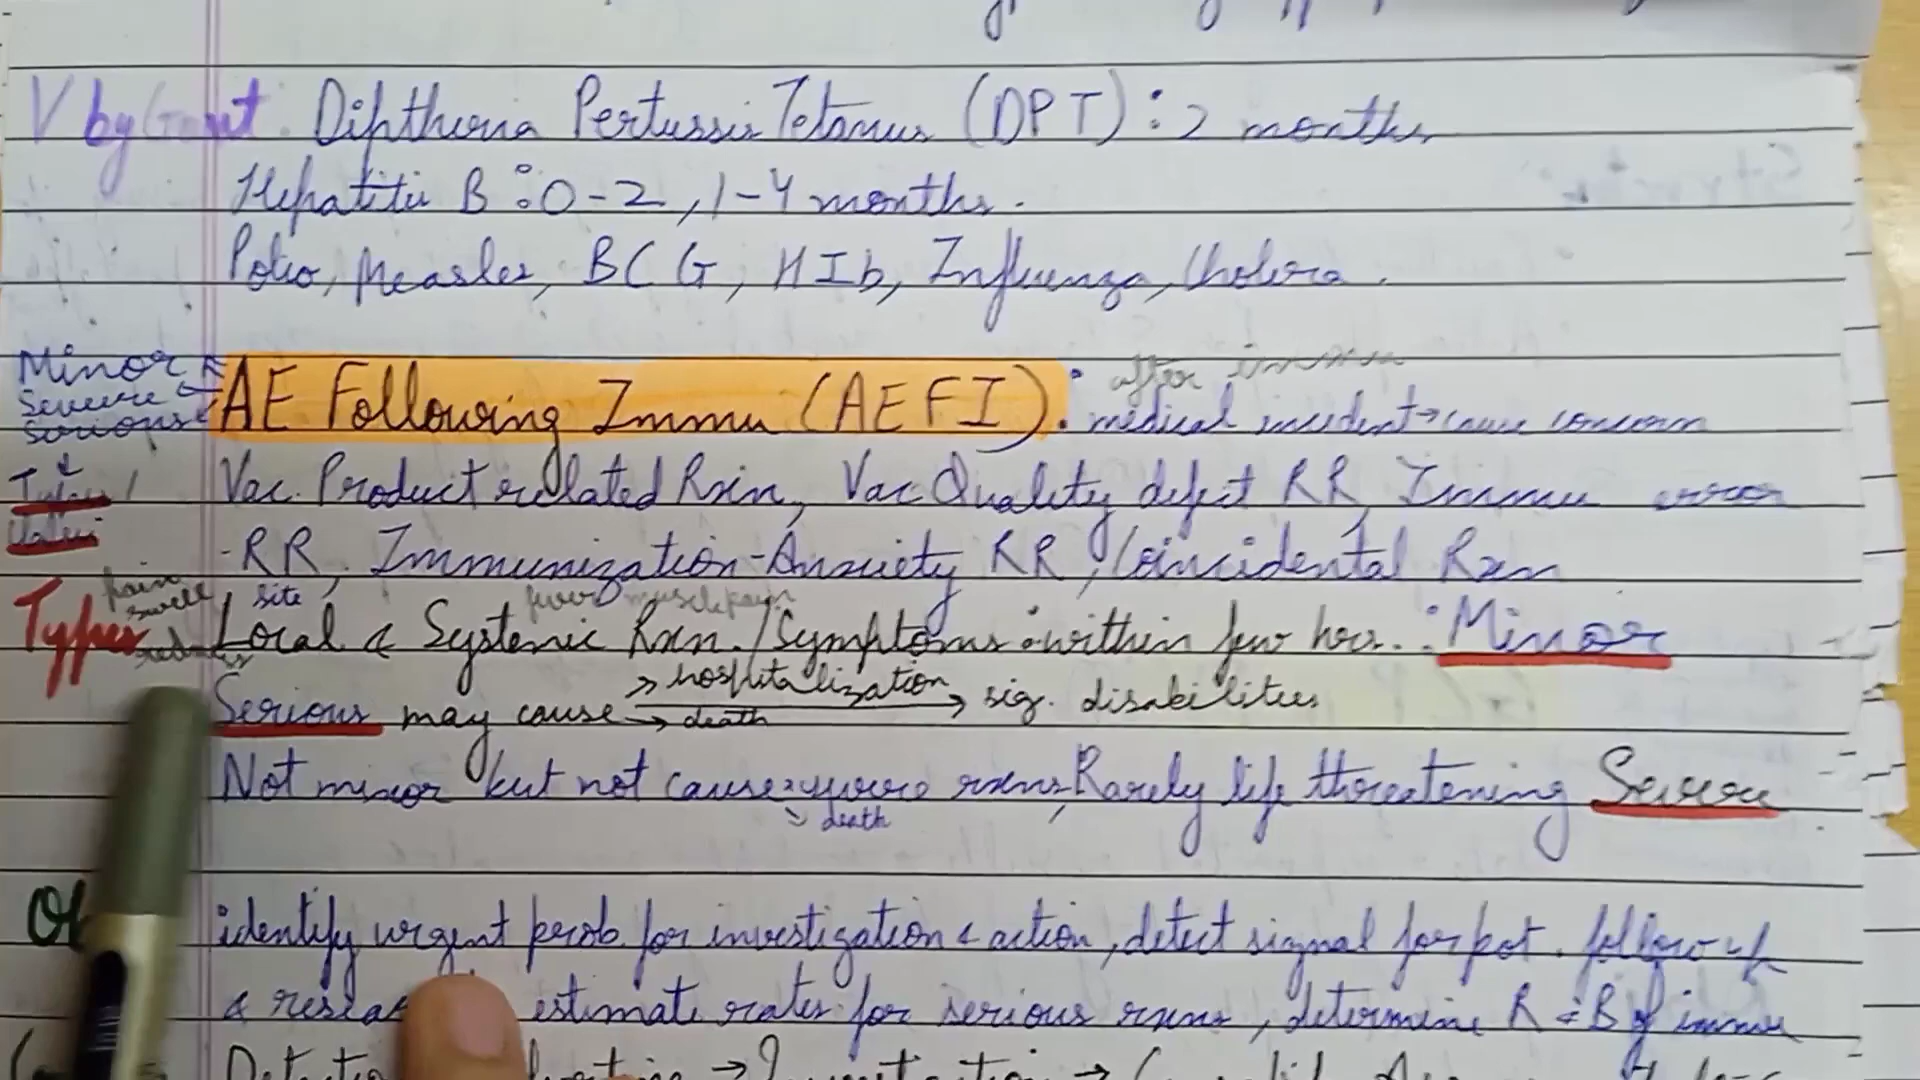 V by Govt. Diphtheria Pertussis Tetanus (DPT): 2 months
Hepatitis B: 0-2, 1-4 months.
Polio, Measles, BCG, HIb, Influenza, Cholera.
Minor
Severe
Serious
AE Following Immu (AEFI): after immun
medical incident → cause concern
Types/
Vac. Product related Rxn, Vac Quality defect RR, Immu error
-RR, Immunization-Anxiety RR, Coincidental Rxn
pain
swell
redness
site
fever muscle pain
Types Local & Systemic Rxn. / Symptoms: within few hrs..: Minor
Serious may cause → hospitalization → death → sig. disabilities
Not minor but not cause severe rxns, Rarely life threatening Severe
death
identify urgent prob. for investigation & action, detect signal for pot. follow up
& estimate rates for serious rxns, determine R & B of immu